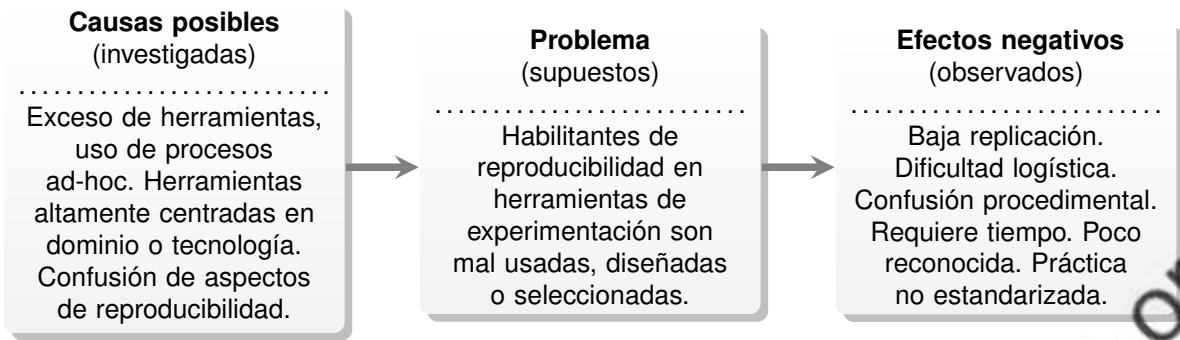 Causas posibles
(investigadas)
Exceso de herramientas,
uso de procesos
ad-hoc. Herramientas
altamente centradas en
dominio o tecnología.
Confusión de aspectos
de reproducibilidad.
Problema
(supuestos)
Habilitantes de
reproducibilidad en
herramientas de
experimentación son
mal usadas, diseñadas
o seleccionadas.
Efectos negativos
(observados)
Baja replicación.
Dificultad logística.
Confusión procedimental.
Requiere tiempo. Poco
reconocida. Práctica
no estandarizada.